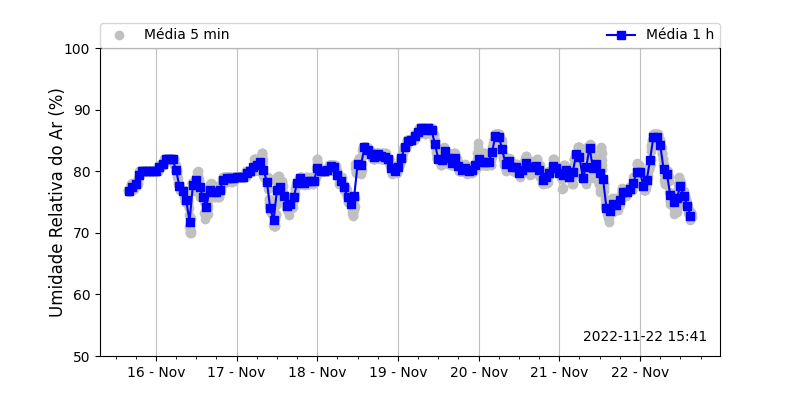 Média 5 min
Média 1 h
Umidade Relativa do Ar (%)
100
90
80
70
60
50
2022-11-22 15:41
16 - Nov
17 - Nov
18 - Nov
19 - Nov
20 - Nov
21 - Nov
22 - Nov